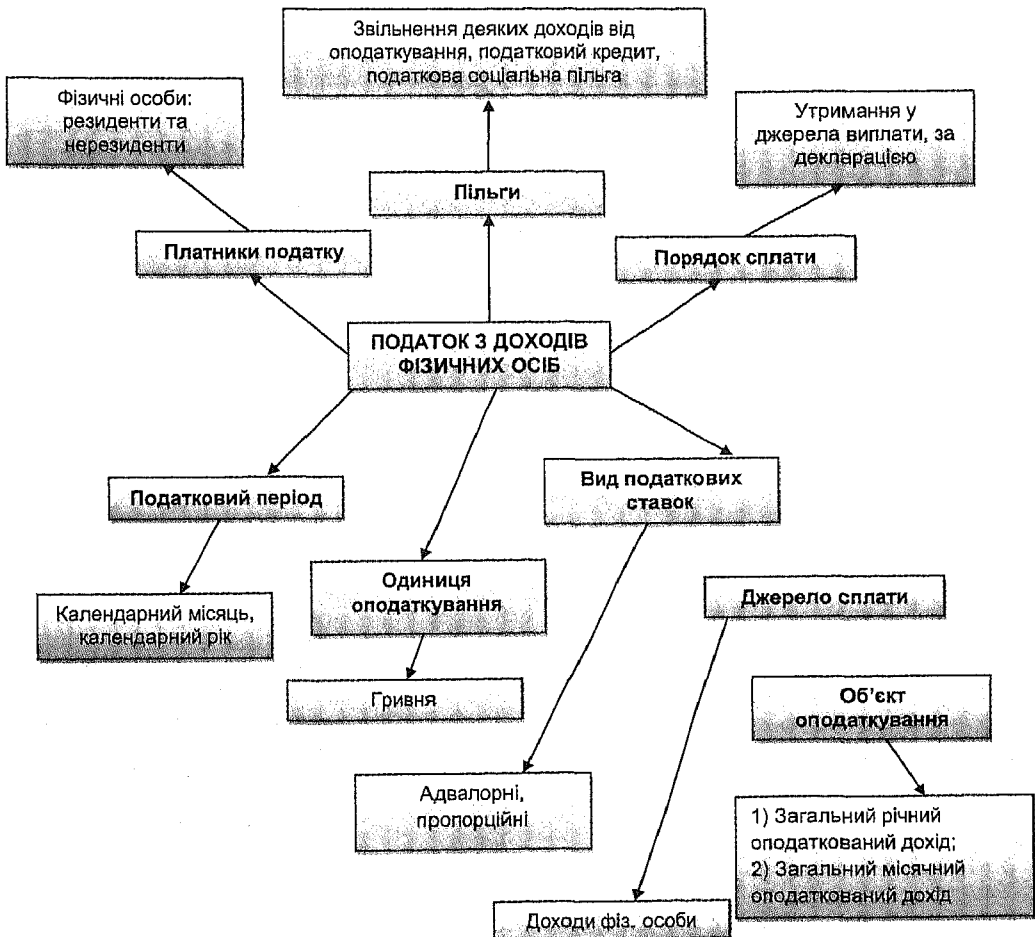 Звільнення деяких доходів від
оподаткування, податковий кредит,
податкова соціальна пільга
Фізичні особи:
резиденти та
нерезиденти
Утримання у
джерела виплати, за
декларацією
Пільги
Платники податку
Порядок сплати
ПОДАТОК З ДОХОДІВ
ФІЗИЧНИХ ОСІБ
Податковий період
Вид податкових
ставок
Одиниця
оподаткування
Джерело сплати
Календарний місяць,
календарний рік
Гривня
Об’єкт
оподаткування
Адвалорні,
пропорційні
1) Загальний річний
оподаткований дохід;
2) Загальний місячний
оподаткований дохід
Доходи фіз. особи